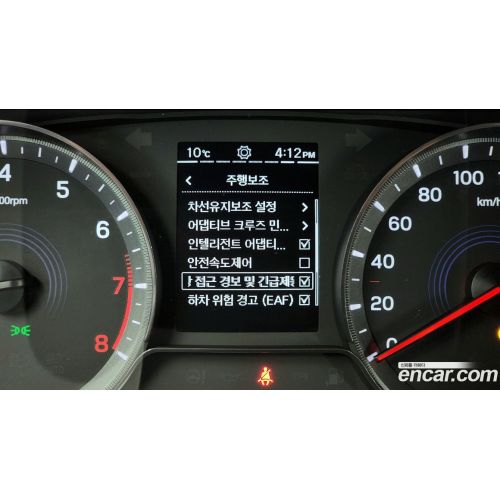 10℃ 4:12PM
주행보조
차선유지보조 설정
어댑티브 크루즈 민...
인텔리전트 어댑티...
안전속도제어
접근 경보 및 긴급제
하차 위험 경고 (EAF)
4
5
6
7
8
00rpm
100
80
60
40
20
0
km/h
encar.com